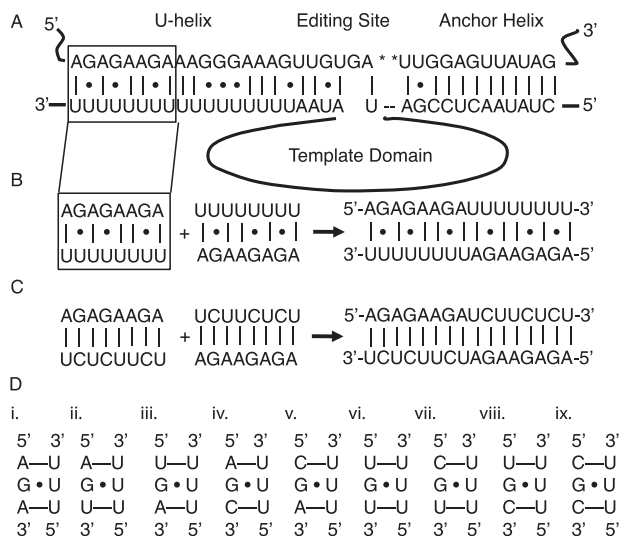 A U-helix Editing Site Anchor Helix
5’ 3’
AGAGAAGAAAGGGAAAGUUGUGA * * UUGGAGUUAUAG
3’ UUUUUUUUUUUUUUUUUAAUA U -- AGCCUCAAUAUC 5’
Template Domain
B
AGAGAAGA UUUUUUUU 5’-AGAGAAGAUUUUUUUU-3’
+
UUUUUUUU AGAAGAGA 3’-UUUUUUUUAGAAGAGA-5’
C
AGAGAAGA UCUUCUCU 5’-AGAGAAGAUCUUCUCU-3’
+
UCUCUUCU AGAAGAGA 3’-UCUCUUCUAGAAGAGA-5’
D
i. ii. iii. iv. v. vi. vii. viii. ix.
5’ 3’ 5’ 3’ 5’ 3’ 5’ 3’ 5’ 3’ 5’ 3’ 5’ 3’ 5’ 3’ 5’ 3’
A—U A—U U—U A—U C—U U—U C—U U—U C—U
G•U G•U G•U G•U G•U G•U G•U G•U G•U
A—U U—U A—U C—U A—U U—U U—U C—U C—U
3’ 5’ 3’ 5’ 3’ 5’ 3’ 5’ 3’ 5’ 3’ 5’ 3’ 5’ 3’ 5’ 3’ 5’